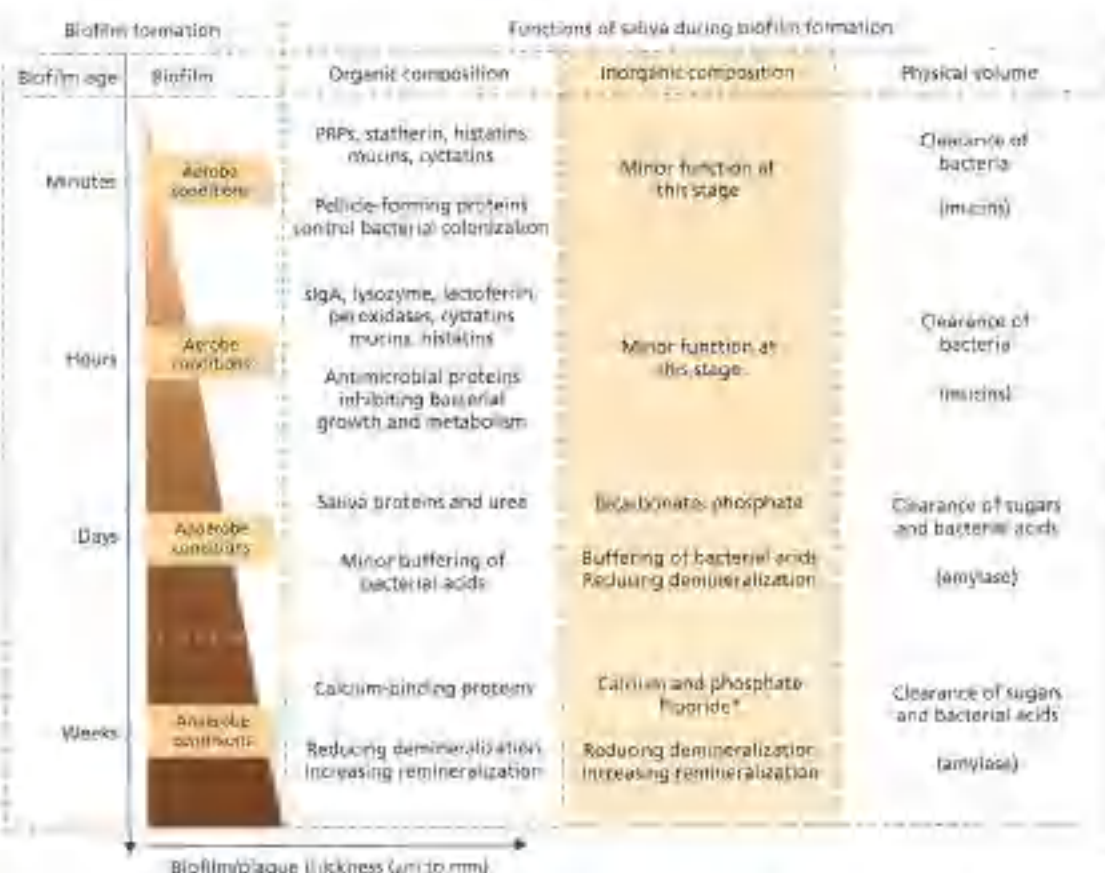 Biofilm formation
Functions of saliva during biofilm formation
Biofilm age
Biofilm
Organic composition
Inorganic composition
Physical volume
Minutes
Aerobe
conditions
PRPs, statherin, histatins
mucins, cyctatins
Pellicle-forming proteins
control bacterial colonization
Minor function at
this stage
Clearance of
bacteria
(mucins)
Hours
Aerobe
conditions
sIgA, lysozyme, lactoferrin,
peroxidases, cystatins
mucins, histatins
Antimicrobial proteins
inhibiting bacterial
growth and metabolism
Minor function at
this stage
Clearance of
bacteria
(mucins)
Days
Anaerobe
conditions
Saliva proteins and urea
Minor buffering of
bacterial acids
Bicarbonate, phosphate
Buffering of bacterial acids
Reducing demineralization
Clearance of sugars
and bacterial acids
(amylase)
Weeks
Anaerobe
conditions
Calcium-binding proteins
Reducing demineralization
Increasing remineralization
Calcium and phosphate
Fluoride*
Reducing demineralization
Increasing remineralization
Clearance of sugars
and bacterial acids
(amylase)
Biofilm/plaque thickness (μm to mm)